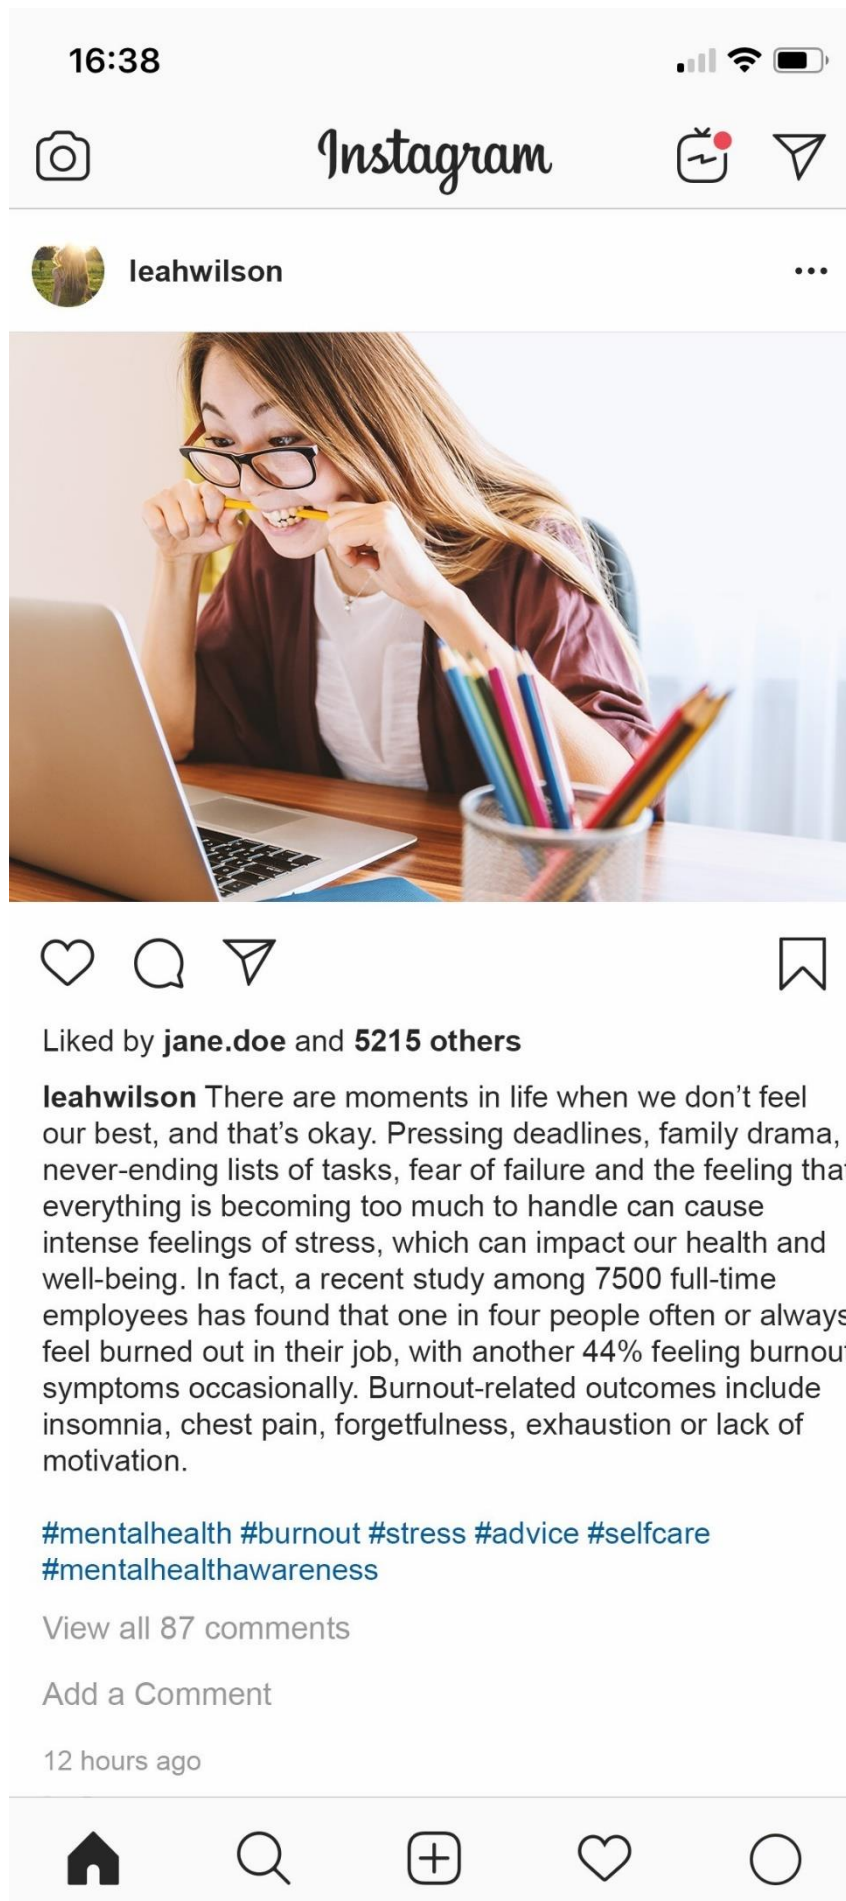 16:38
Instagram
leahwilson
Liked by jane.doe and 5215 others
leahwilson There are moments in life when we don’t feel
our best, and that’s okay. Pressing deadlines, family drama,
never-ending lists of tasks, fear of failure and the feeling that
everything is becoming too much to handle can cause
intense feelings of stress, which can impact our health and
well-being. In fact, a recent study among 7500 full-time
employees has found that one in four people often or always
feel burned out in their job, with another 44% feeling burnout
symptoms occasionally. Burnout-related outcomes include
insomnia, chest pain, forgetfulness, exhaustion or lack of
motivation.
#mentalhealth #burnout #stress #advice #selfcare
#mentalhealthawareness
View all 87 comments
Add a Comment
12 hours ago